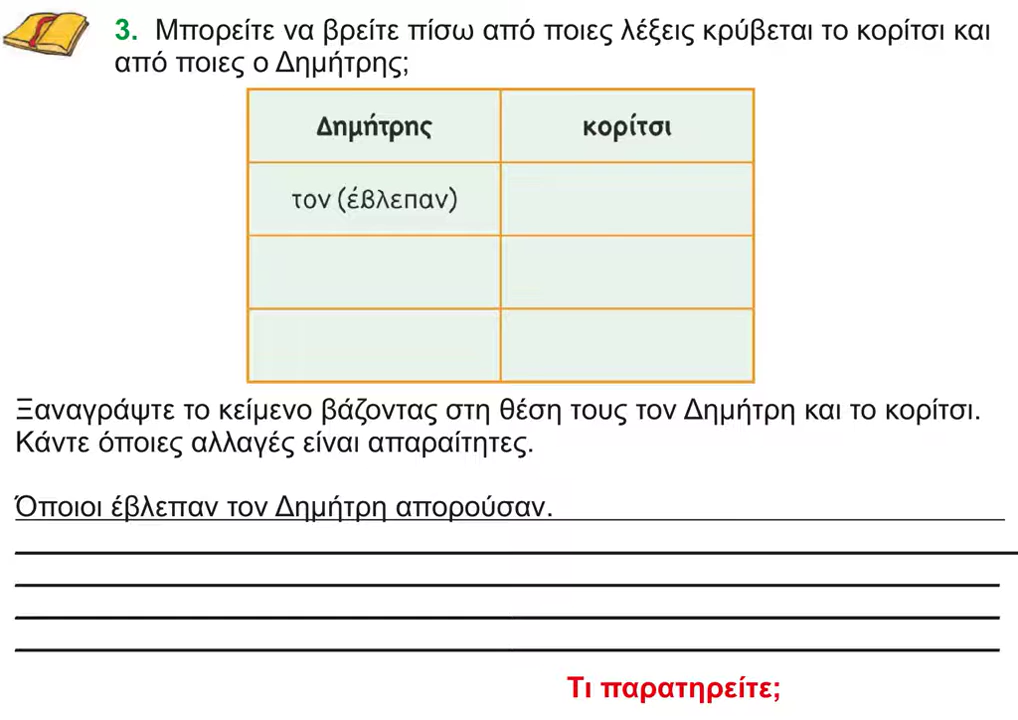 3. Μπορείτε να βρείτε πίσω από ποιες λέξεις κρύβεται το κορίτσι και
από ποιες ο Δημήτρης;
Δημήτρης κορίτσι
τον (έβλεπαν)
Ξαναγράψτε το κείμενο βάζοντας στη θέση τους τον Δημήτρη και το κορίτσι.
Κάντε όποιες αλλαγές είναι απαραίτητες.
Όποιοι έβλεπαν τον Δημήτρη απορούσαν.
Τι παρατηρείτε;